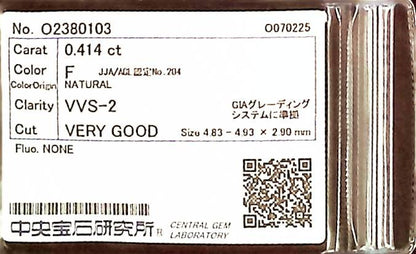 No. O2380103 O070225
Carat 0.414 ct
Color F JJA/AGL認定No.204
ColorOrigin NATURAL
Clarity VVS-2 GIAグレーディング
システムに準拠
Cut VERY GOOD Size 4.83 - 4.93 × 2.90 mm
Fluo. NONE
中央宝石研究所® CENTRAL GEM
LABORATORY